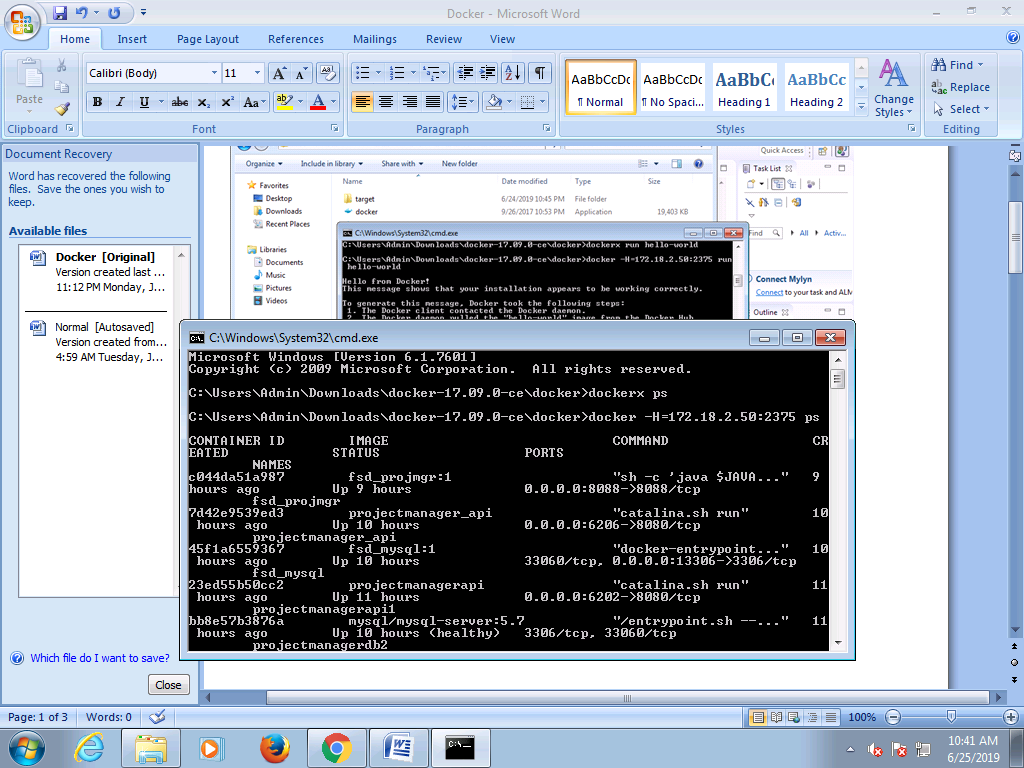 Docker - Microsoft Word
Home Insert Page Layout References Mailings Review View
Paste
Calibri (Body) 11
AaBbCcDc AaBbCcDc AaBbC AaBbCc
¶ Normal ¶ No Spaci... Heading 1 Heading 2
Change
Styles
Find
Replace
Select
Clipboard Font Paragraph Styles Editing
Document Recovery
Word has recovered the following
files. Save the ones you wish to
keep.
Available files
Docker [Original]
Version created last ...
11:12 PM Monday, J...
Normal [Autosaved]
Version created from...
4:59 AM Tuesday, J...
Which file do I want to save?
Close
Organize Include in library Share with New folder
Name Date modified Type Size
Favorites
Desktop
Downloads
Recent Places
Libraries
Documents
Music
Pictures
Videos
target 6/24/2019 10:45 PM File folder
docker 9/26/2017 10:53 PM Application 19,403 KB
Quick Access
Task List
Find All Activ...
Connect Mylyn
Connect to your task and ALM
Outline
C:\Windows\System32\cmd.exe
C:\Users\Admin\Downloads\docker-17.09.0-ce\docker>dockerx run hello-world
C:\Users\Admin\Downloads\docker-17.09.0-ce\docker>docker -H=172.18.2.50:2375 run
hello-world
Hello from Docker!
This message shows that your installation appears to be working correctly.
To generate this message, Docker took the following steps:
1. The Docker client contacted the Docker daemon.
2. The Docker daemon pulled the "hello-world" image from the Docker Hub
C:\Windows\System32\cmd.exe
Microsoft Windows [Version 6.1.7601]
Copyright (c) 2009 Microsoft Corporation.  All rights reserved.
C:\Users\Admin\Downloads\docker-17.09.0-ce\docker>dockerx ps
C:\Users\Admin\Downloads\docker-17.09.0-ce\docker>docker -H=172.18.2.50:2375 ps
CONTAINER ID IMAGE COMMAND CR
EATED STATUS PORTS
NAMES
c044da51a987 fsd_projmgr:1 "sh -c 'java $JAVA..." 9
hours ago Up 9 hours 0.0.0.0:8088->8088/tcp
fsd_projmgr
7d42e9539ed3 projectmanager_api "catalina.sh run" 10
hours ago Up 10 hours 0.0.0.0:6206->8080/tcp
projectmanager_api
45f1a6559367 fsd_mysql:1 "docker-entrypoint..." 10
hours ago Up 10 hours 33060/tcp, 0.0.0.0:13306->3306/tcp
fsd_mysql
23ed55b50cc2 projectmanagerapi "catalina.sh run" 11
hours ago Up 11 hours 0.0.0.0:6202->8080/tcp
projectmanagerapi1
bb8e57b3876a mysql/mysql-server:5.7 "/entrypoint.sh --..." 11
hours ago Up 10 hours (healthy) 3306/tcp, 33060/tcp
projectmanagerdb2
Page: 1 of 3 Words: 0 100%
10:41 AM
6/25/2019